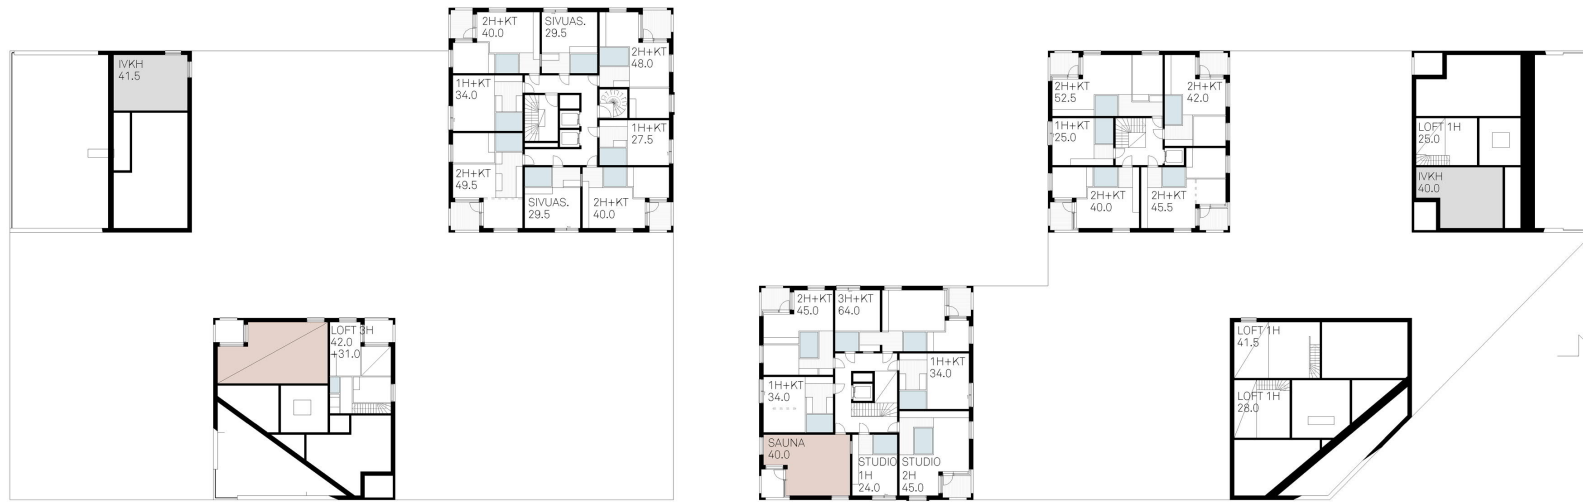 IVKH
41.5
2H+KT
40.0
SIVUAS.
29.5
2H+KT
48.0
1H+KT
34.0
1H+KT
27.5
2H+KT
49.5
SIVUAS.
29.5
2H+KT
40.0
2H+KT
52.5
2H+KT
42.0
1H+KT
25.0
2H+KT
40.0
2H+KT
45.5
LOFT 1H
25.0
IVKH
40.0
LOFT 3H
42.0
+31.0
2H+KT
45.0
3H+KT
64.0
1H+KT
34.0
1H+KT
34.0
SAUNA
40.0
STUDIO
1H
24.0
STUDIO
2H
45.0
LOFT 1H
41.5
LOFT 1H
28.0